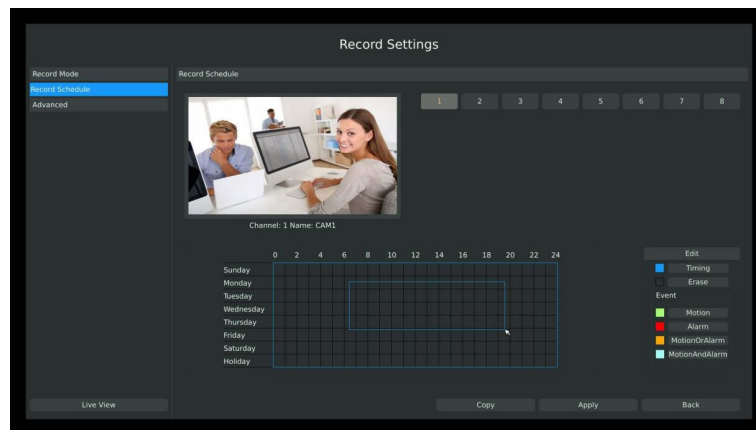 Record Settings
Record Mode
Record Schedule
Advanced
Record Schedule
1 2 3 4 5 6 7 8
Channel: 1 Name: CAM1
0 2 4 6 8 10 12 14 16 18 20 22 24
Sunday
Monday
Tuesday
Wednesday
Thursday
Friday
Saturday
Holiday
Edit
Timing
Erase
Event
Motion
Alarm
MotionOrAlarm
MotionAndAlarm
Live View
Copy
Apply
Back